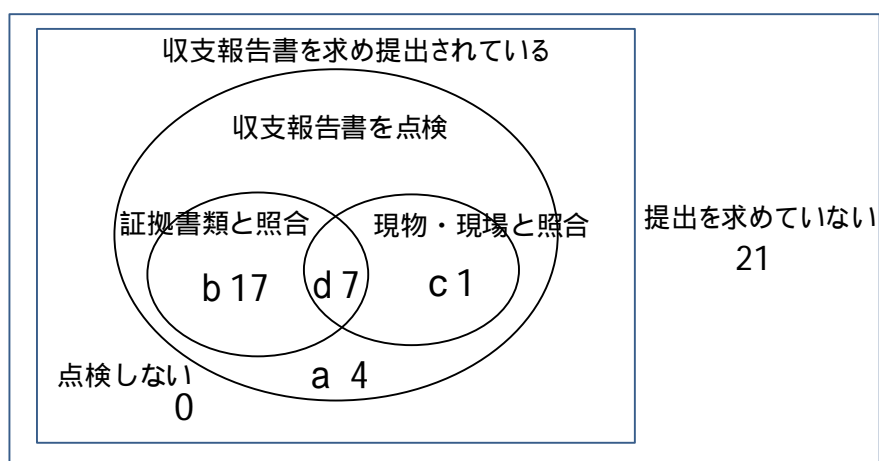 収支報告書を求め提出されている
収支報告書を点検
証拠書類と照合
現物・現場と照合
提出を求めていない
21
b 17
d 7
c 1
点検しない
0
a 4